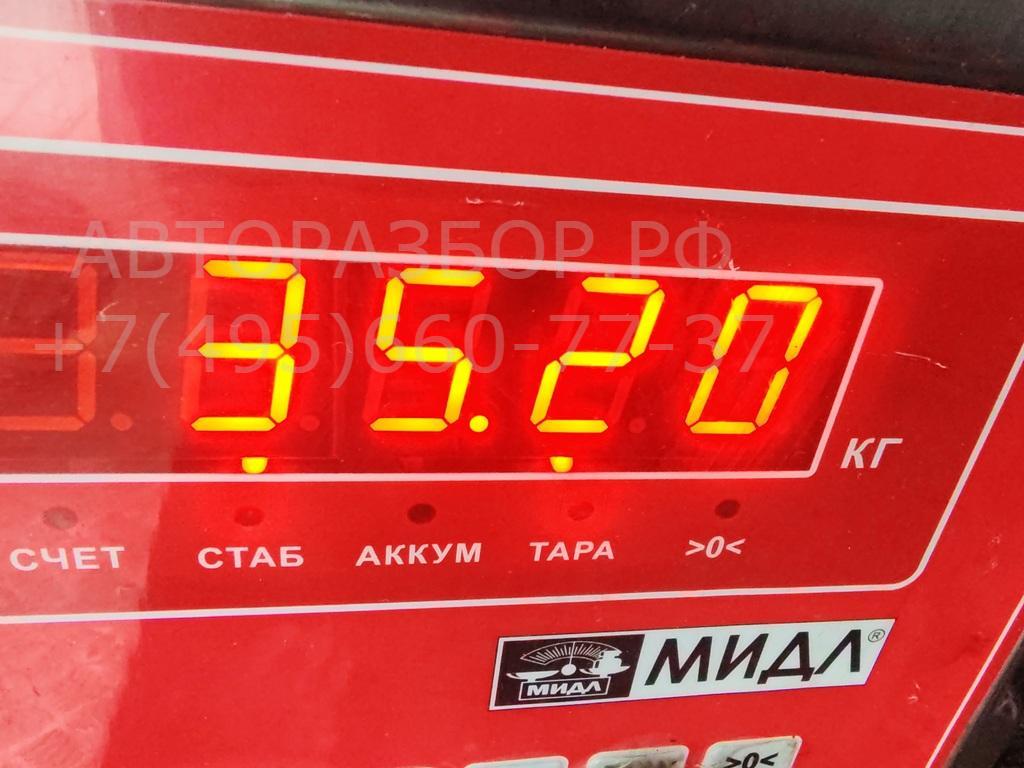 АВТОРАЗБОР.РФ
+7(495)660-77-37
35.20
КГ
СЧЕТ СТАБ АККУМ ТАРА >0<
МИДЛ МИДЛ®
>0<